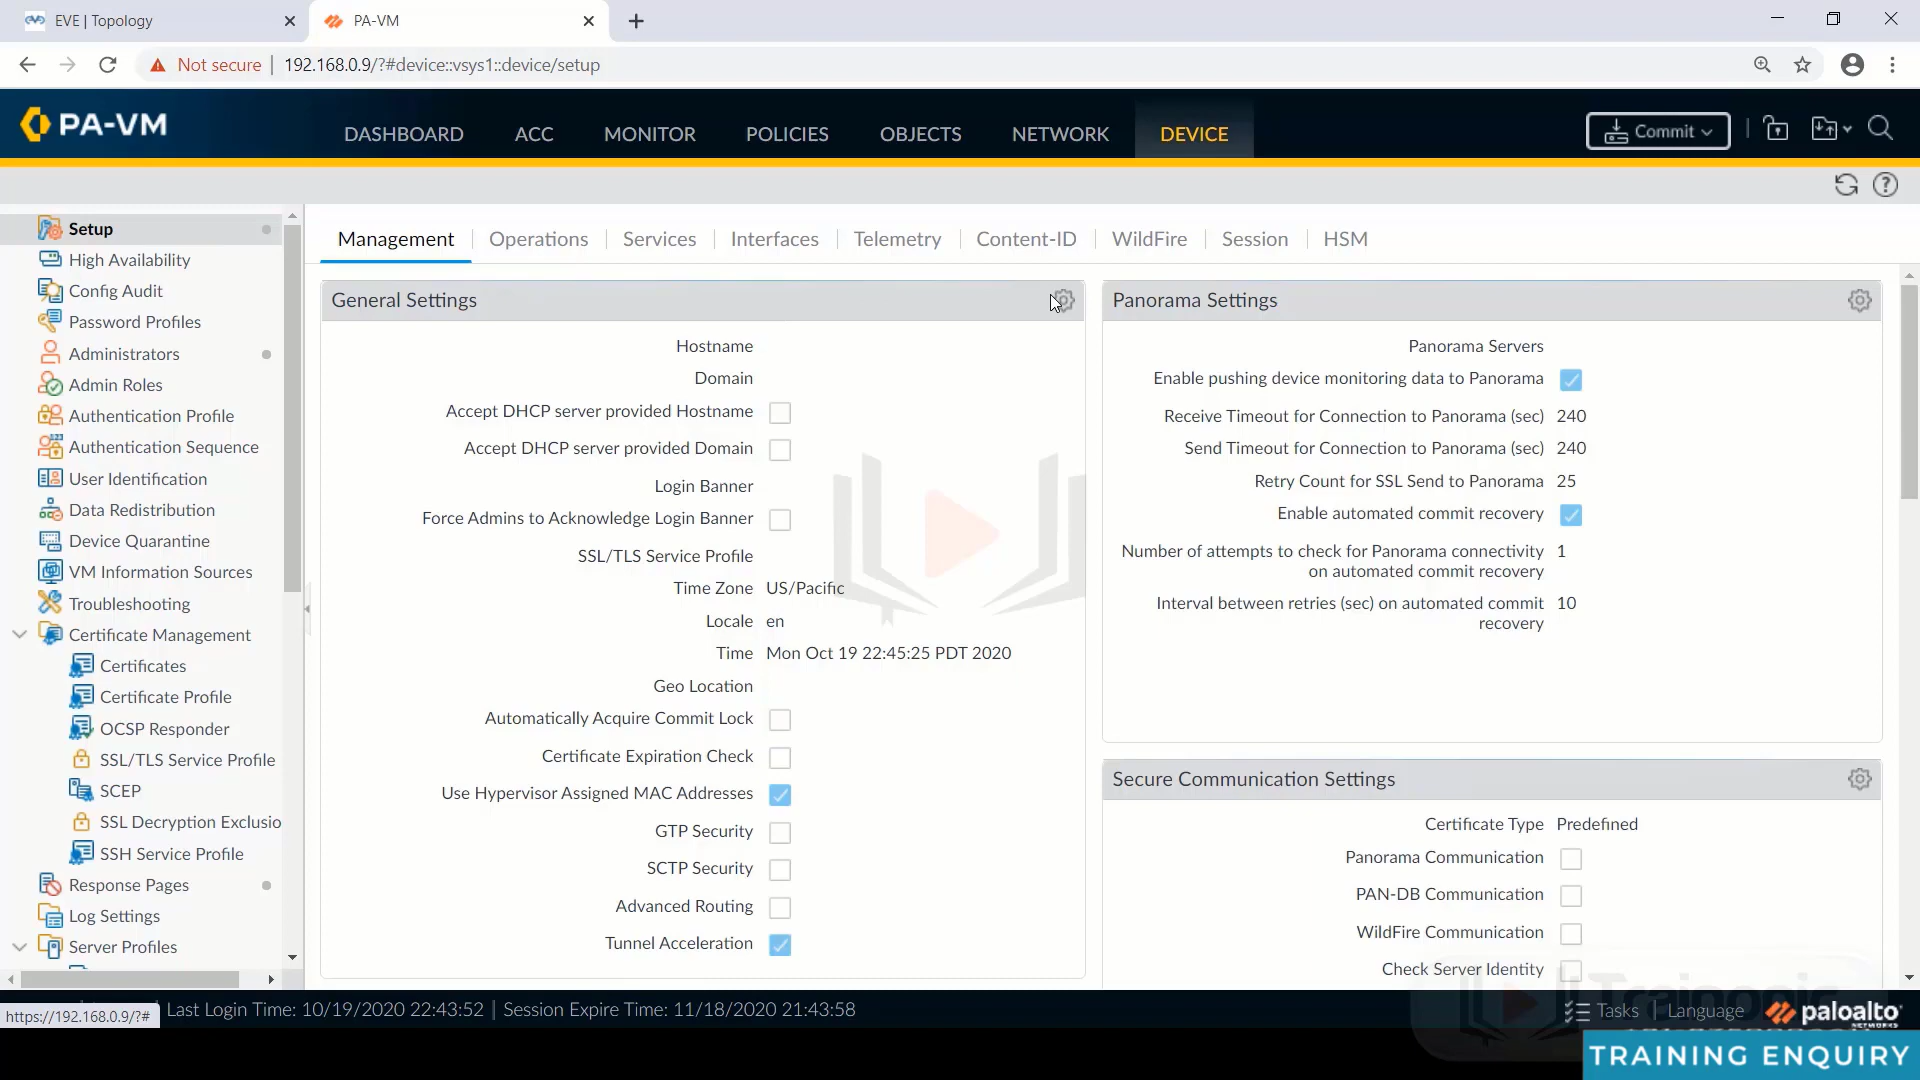 EVE | Topology
PA-VM
Not secure
192.168.0.9/?#device::vsys1::device/setup
PA-VM
DASHBOARD
ACC
MONITOR
POLICIES
OBJECTS
NETWORK
DEVICE
Commit
Setup
High Availability
Config Audit
Password Profiles
Administrators
Admin Roles
Authentication Profile
Authentication Sequence
User Identification
Data Redistribution
Device Quarantine
VM Information Sources
Troubleshooting
Certificate Management
Certificates
Certificate Profile
OCSP Responder
SSL/TLS Service Profile
SCEP
SSL Decryption Exclusio
SSH Service Profile
Response Pages
Log Settings
Server Profiles
Management
Operations
Services
Interfaces
Telemetry
Content-ID
WildFire
Session
HSM
General Settings
Hostname
Domain
Accept DHCP server provided Hostname
Accept DHCP server provided Domain
Login Banner
Force Admins to Acknowledge Login Banner
SSL/TLS Service Profile
Time Zone US/Pacific
Locale en
Time Mon Oct 19 22:45:25 PDT 2020
Geo Location
Automatically Acquire Commit Lock
Certificate Expiration Check
Use Hypervisor Assigned MAC Addresses
GTP Security
SCTP Security
Advanced Routing
Tunnel Acceleration
Panorama Settings
Panorama Servers
Enable pushing device monitoring data to Panorama
Receive Timeout for Connection to Panorama (sec) 240
Send Timeout for Connection to Panorama (sec) 240
Retry Count for SSL Send to Panorama 25
Enable automated commit recovery
Number of attempts to check for Panorama connectivity 1
on automated commit recovery
Interval between retries (sec) on automated commit 10
recovery
Secure Communication Settings
Certificate Type Predefined
Panorama Communication
PAN-DB Communication
WildFire Communication
Check Server Identity
https://192.168.0.9/?#
Last Login Time: 10/19/2020 22:43:52 | Session Expire Time: 11/18/2020 21:43:58
Tasks | Language
paloalto
NETWORKS
TRAINING ENQUIRY